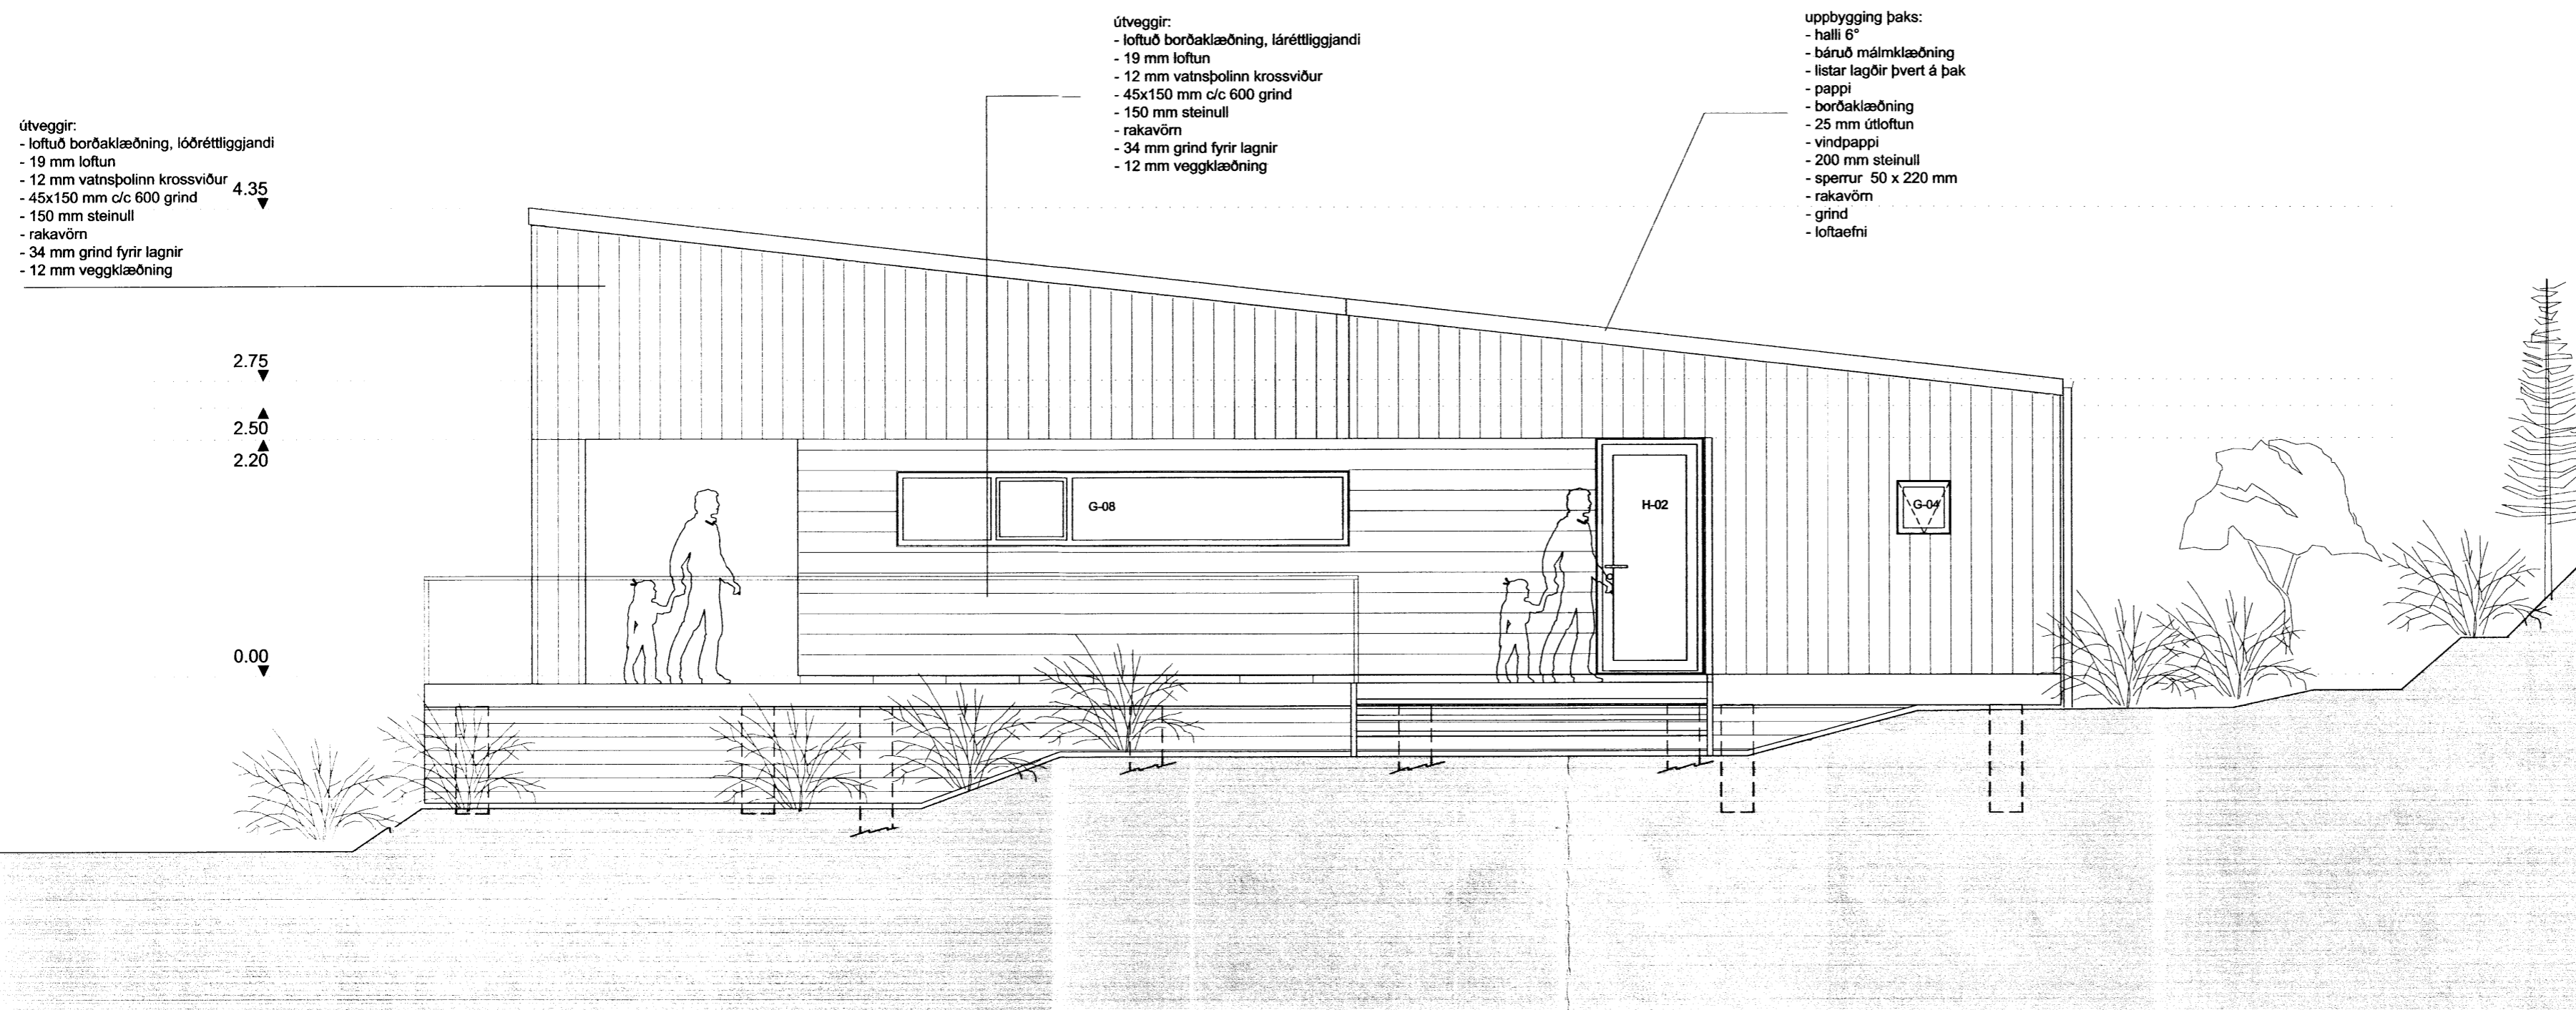 útveggir:
- loftuð borðaklæðning, lóðréttliggjandi
- 19 mm loftun
- 12 mm vatnsþolinn krossviður
- 45x150 mm c/c 600 grind
- 150 mm steinull
- rakavörn
- 34 mm grind fyrir lagnir
- 12 mm veggklæðning
útveggir:
- loftuð borðaklæðning, láréttliggjandi
- 19 mm loftun
- 12 mm vatnsþolinn krossviður
- 45x150 mm c/c 600 grind
- 150 mm steinull
- rakavörn
- 34 mm grind fyrir lagnir
- 12 mm veggklæðning
uppbygging þaks:
- halli 6°
- báruð málmklæðning
- listar lagðir þvert á þak
- pappi
- borðaklæðning
- 25 mm útloftun
- vindpappi
- 200 mm steinull
- sperrur 50 x 220 mm
- rakavörn
- grind
- loftaefni
4.35
2.75
2.50
2.20
0.00
G-08
H-02
G-04